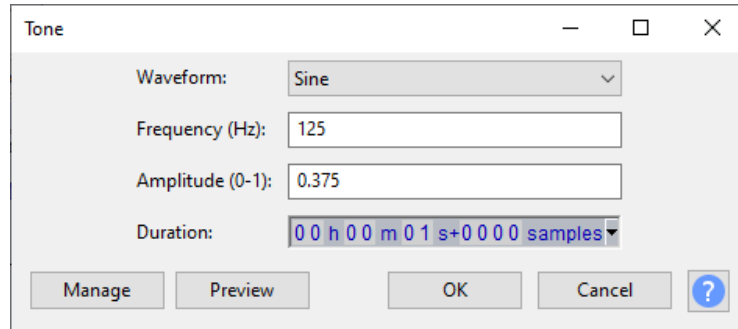 Tone
Waveform: Sine
Frequency (Hz): 125
Amplitude (0-1): 0.375
Duration: 0 0 h 0 0 m 0 1 s+0 0 0 0 samples
Manage Preview OK Cancel ?